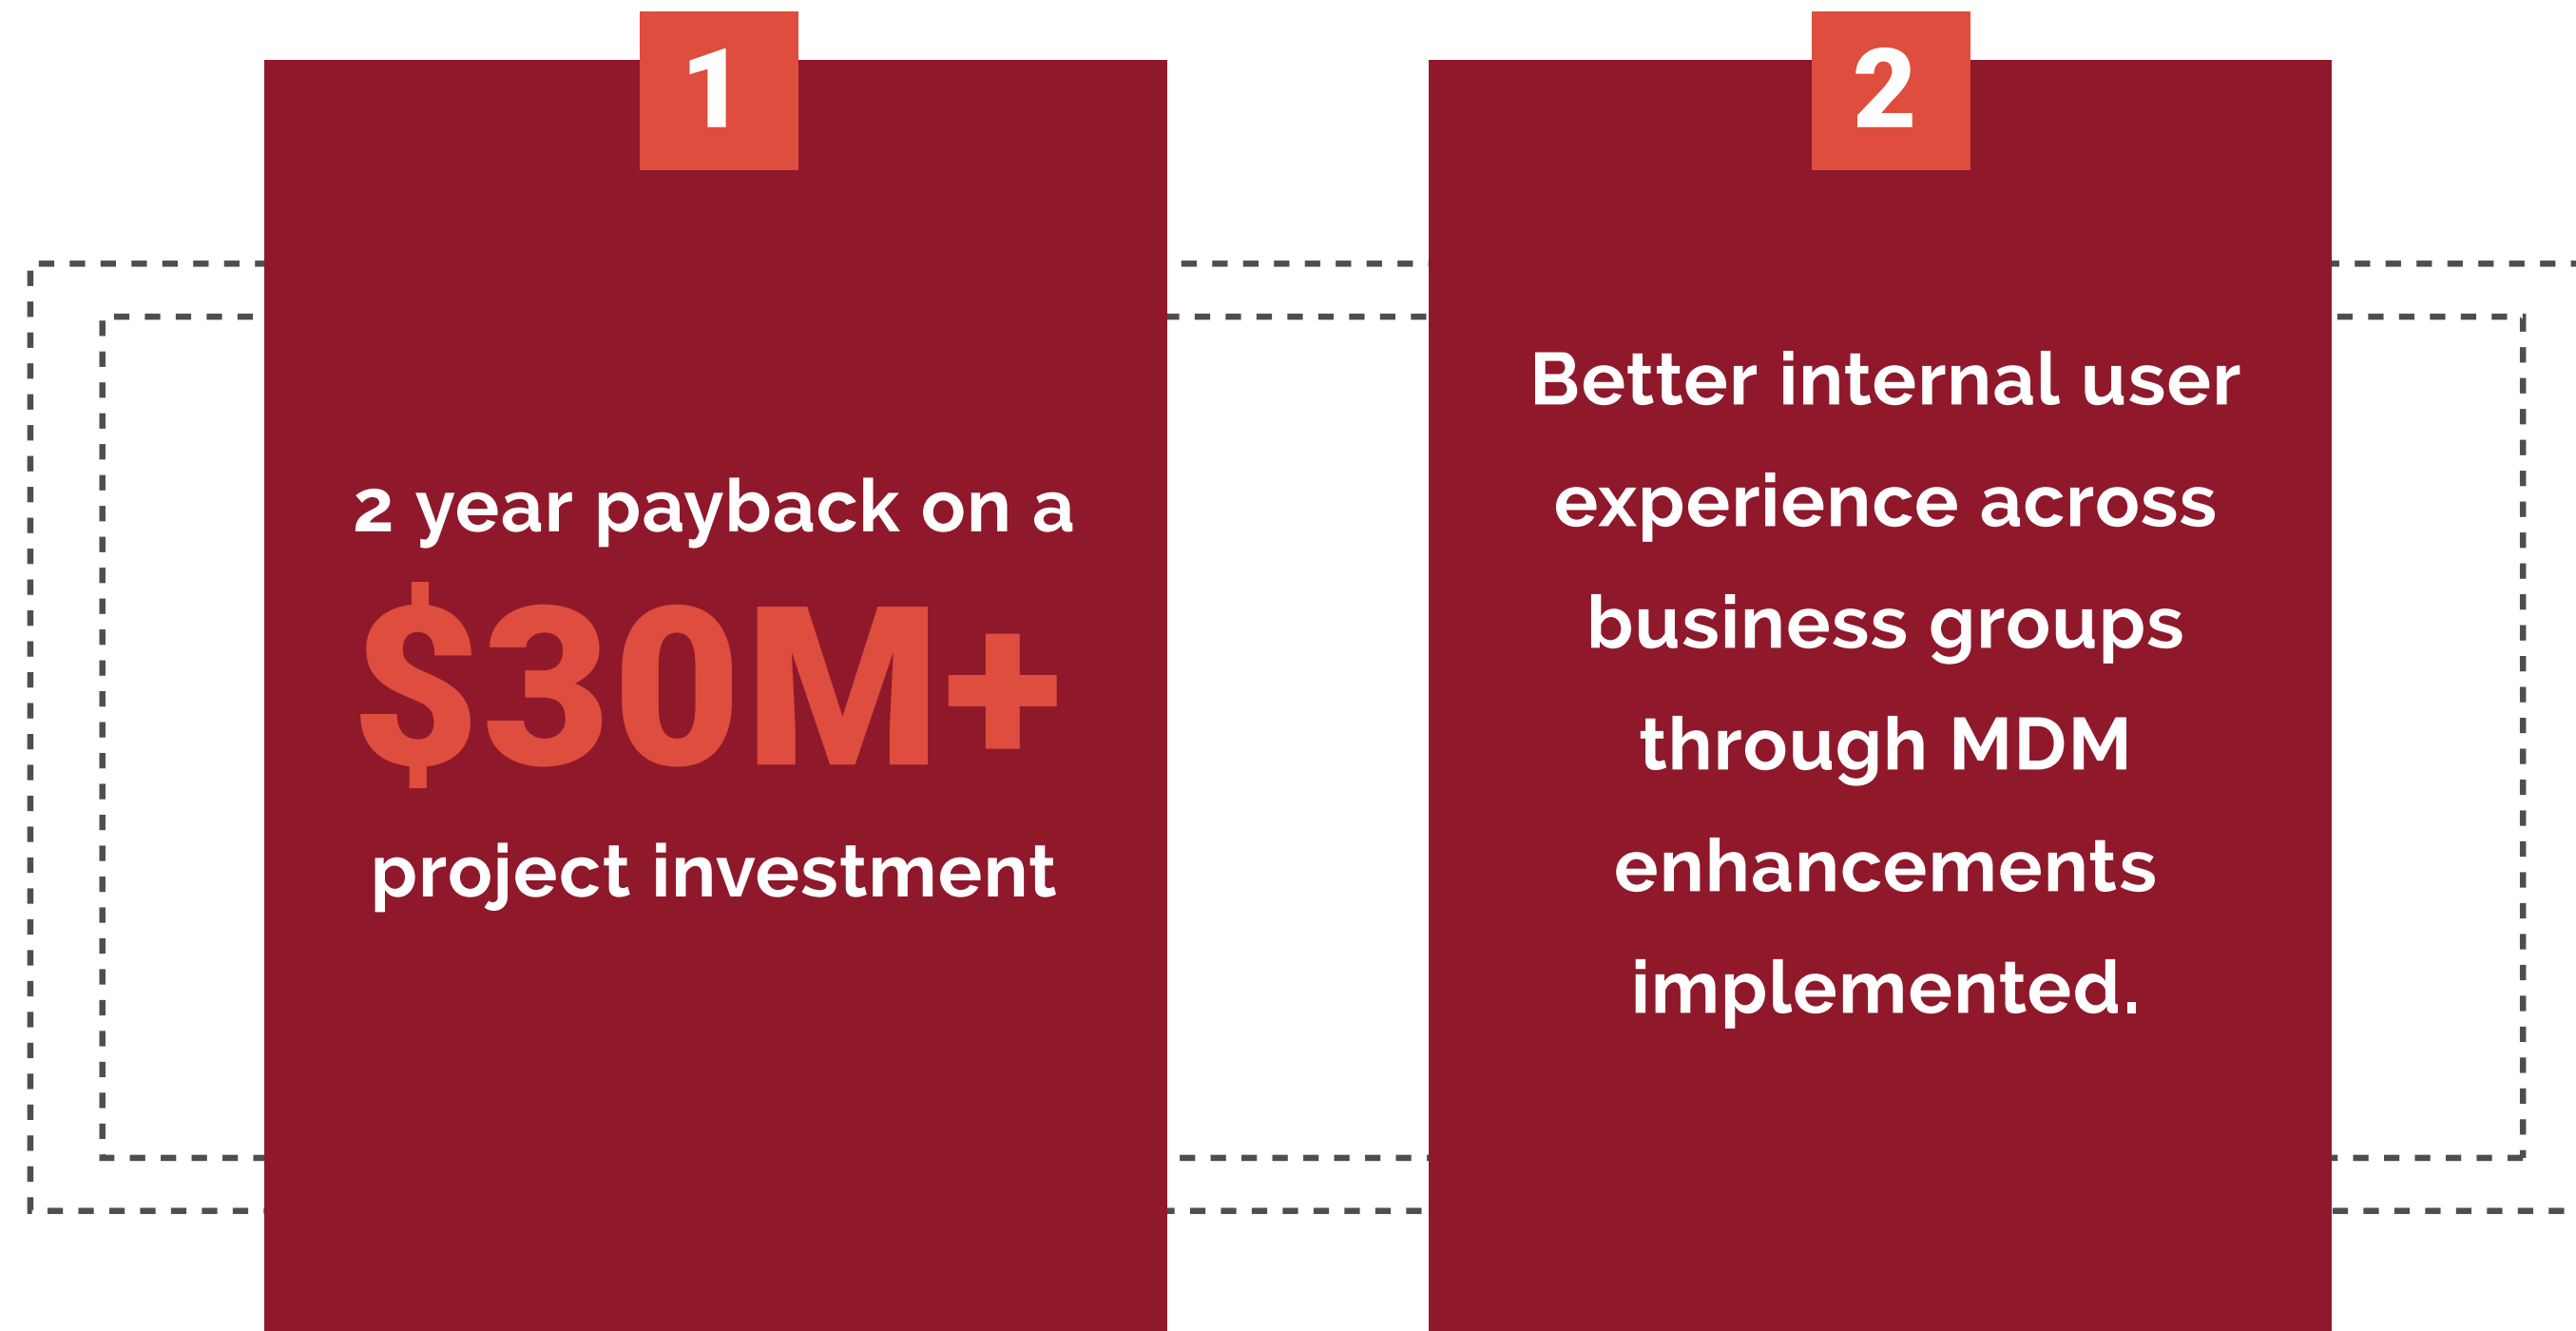 1
2 year payback on a
$30M+
project investment
2
Better internal user
experience across
business groups
through MDM
enhancements
implemented.